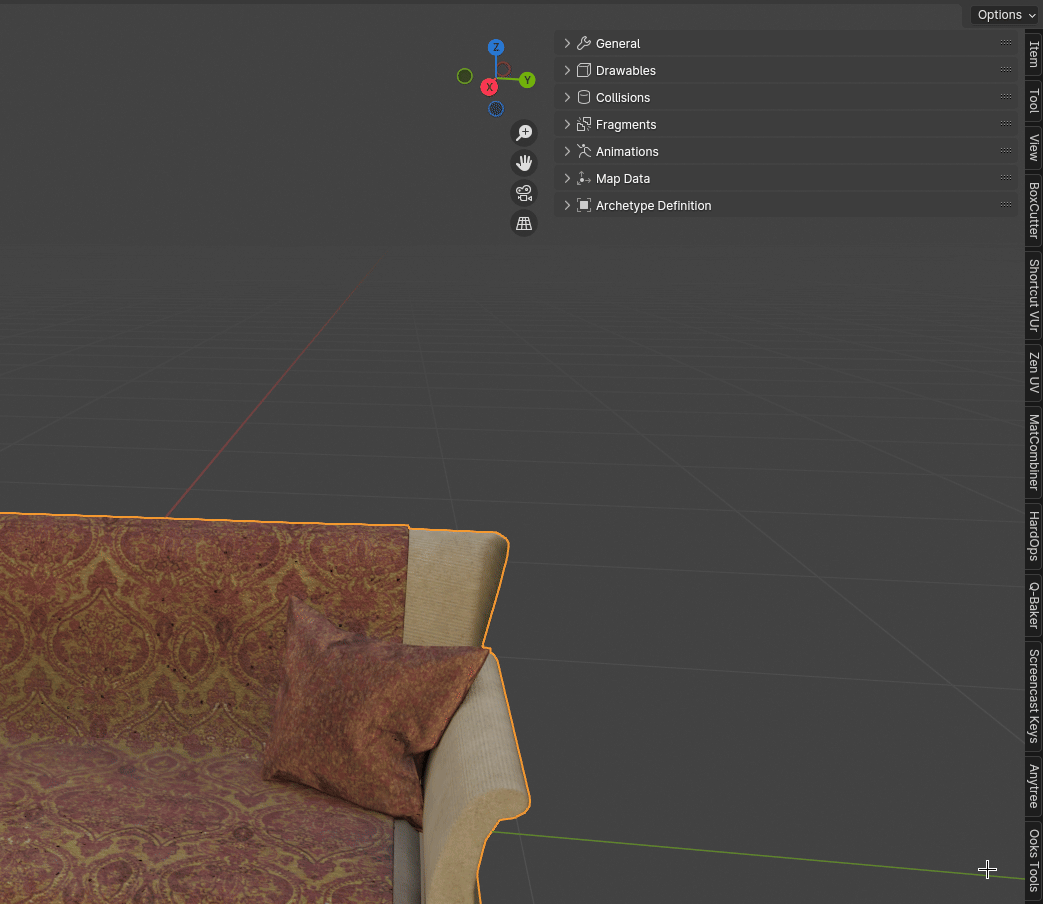 Options
Z
Y
X
General
Drawables
Collisions
Fragments
Animations
Map Data
Archetype Definition
Item
Tool
View
BoxCutter
Shortcut VUr
Zen UV
MatCombiner
HardOps
Q-Baker
Screencast Keys
Anytree
Ooks Tools